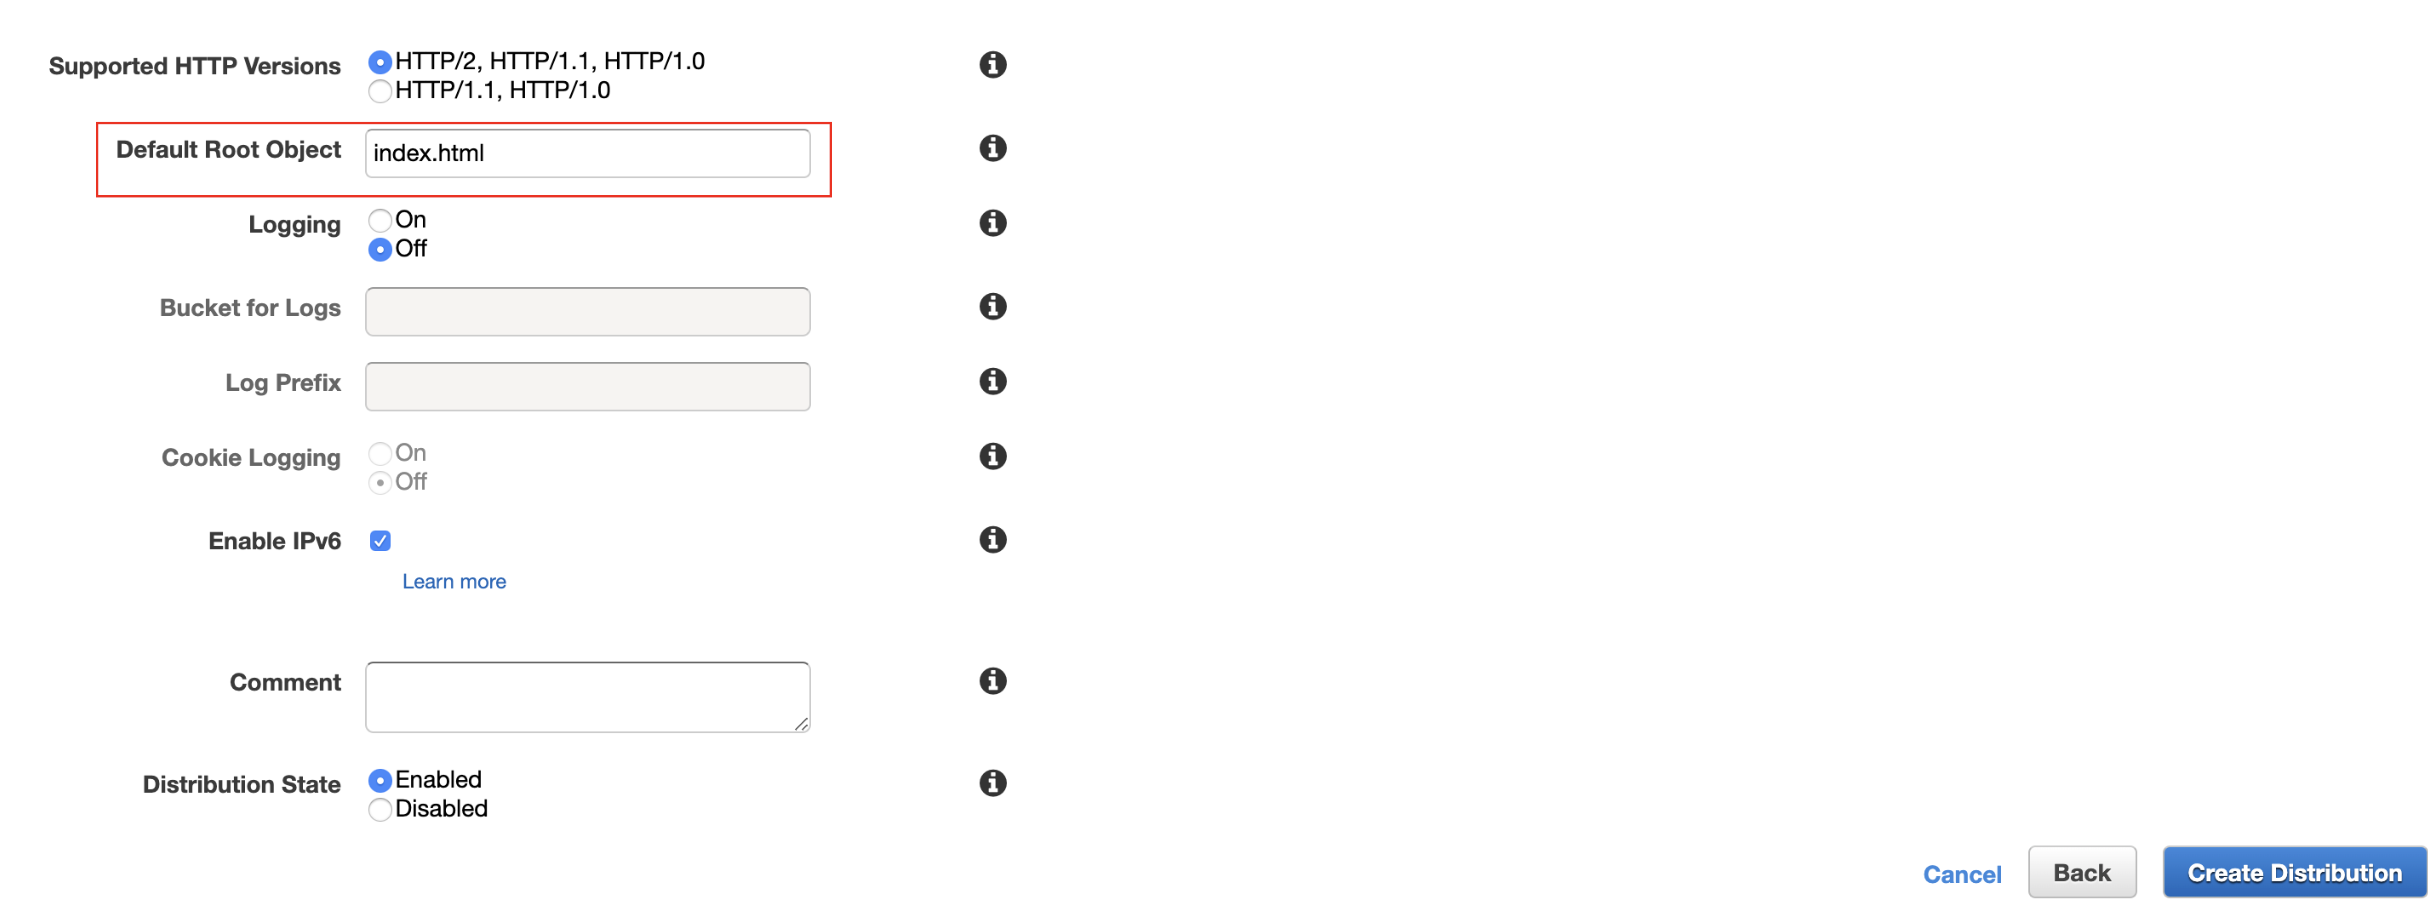 Supported HTTP Versions
HTTP/2, HTTP/1.1, HTTP/1.0
HTTP/1.1, HTTP/1.0
Default Root Object
index.html
Logging
On
Off
Bucket for Logs
Log Prefix
Cookie Logging
On
Off
Enable IPv6
Learn more
Comment
Distribution State
Enabled
Disabled
Cancel
Back
Create Distribution